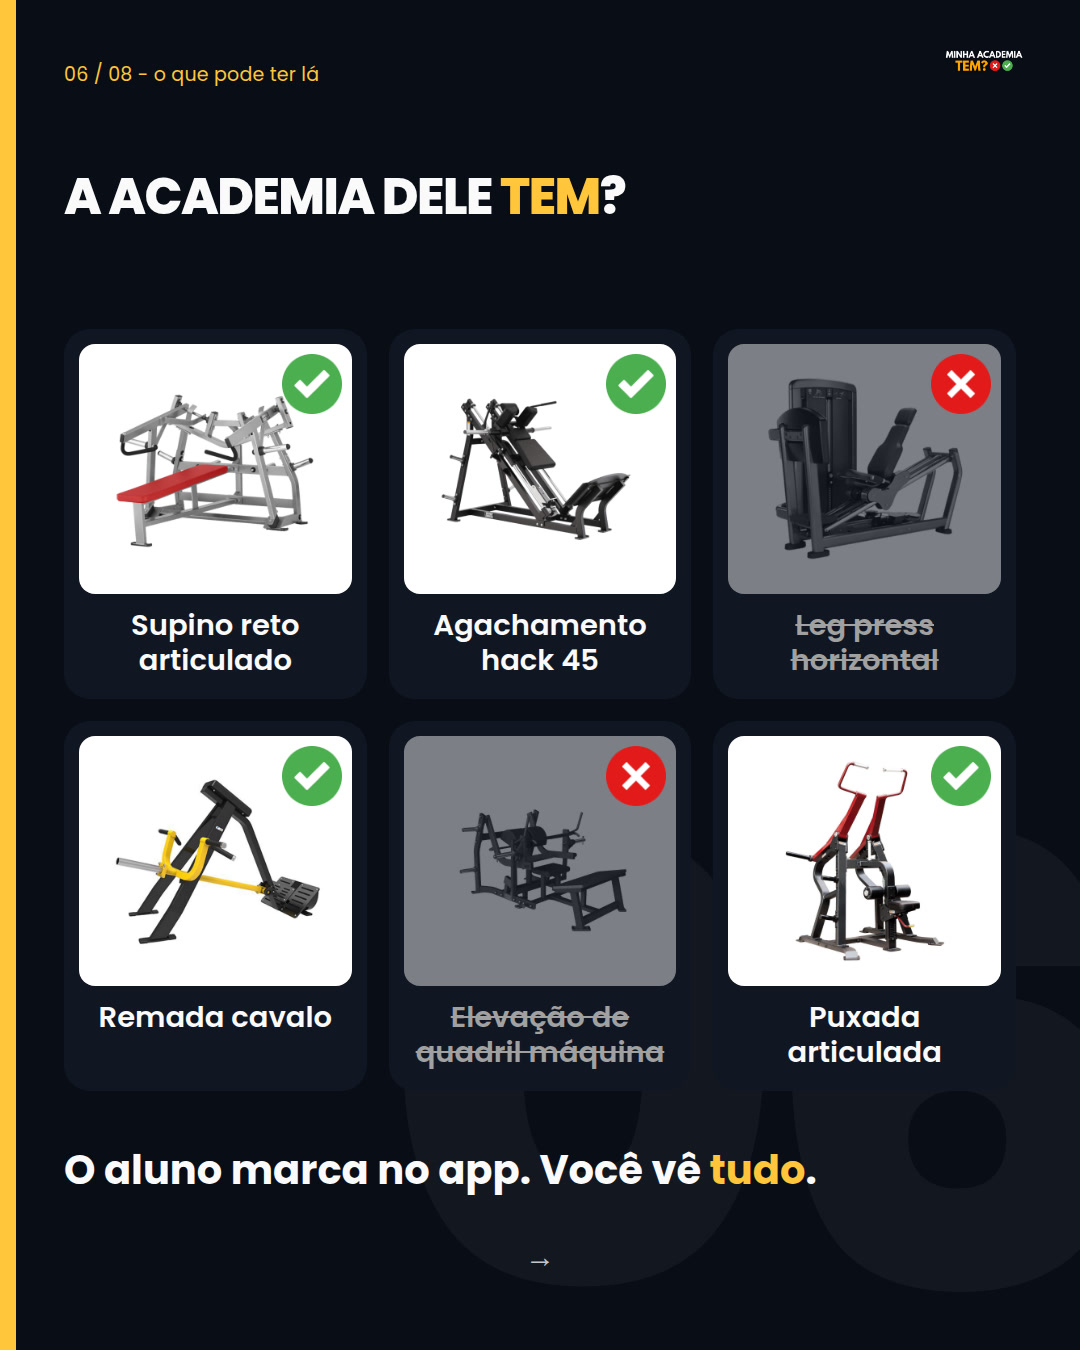 06 / 08 - o que pode ter lá
MINHA ACADEMIA
TEM?
A ACADEMIA DELE TEM?
Supino reto
articulado
Agachamento
hack 45
Leg press
horizontal
Remada cavalo
Elevação de
quadril máquina
Puxada
articulada
O aluno marca no app. Você vê tudo.
→
06